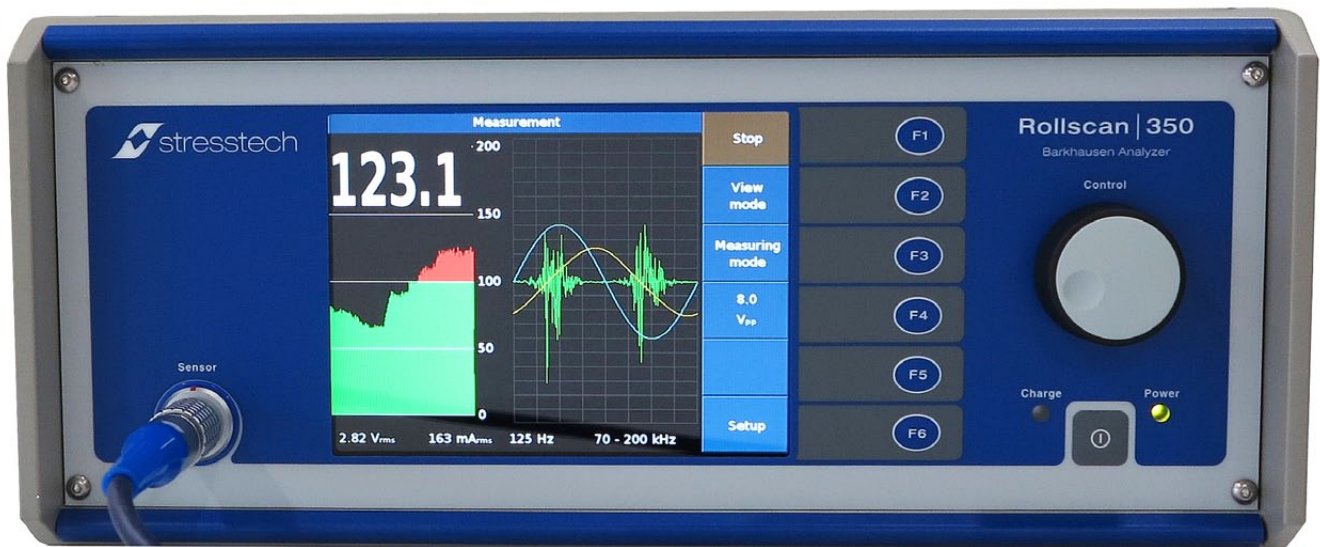 stresstech
Sensor
Measurement
123.1
200
150
100
50
0
2.82 Vrms 163 mArms 125 Hz 70 - 200 kHz
Stop
View
mode
Measuring
mode
8.0
Vpp
Setup
F1
F2
F3
F4
F5
F6
Rollscan | 350
Barkhausen Analyzer
Control
Charge
Power